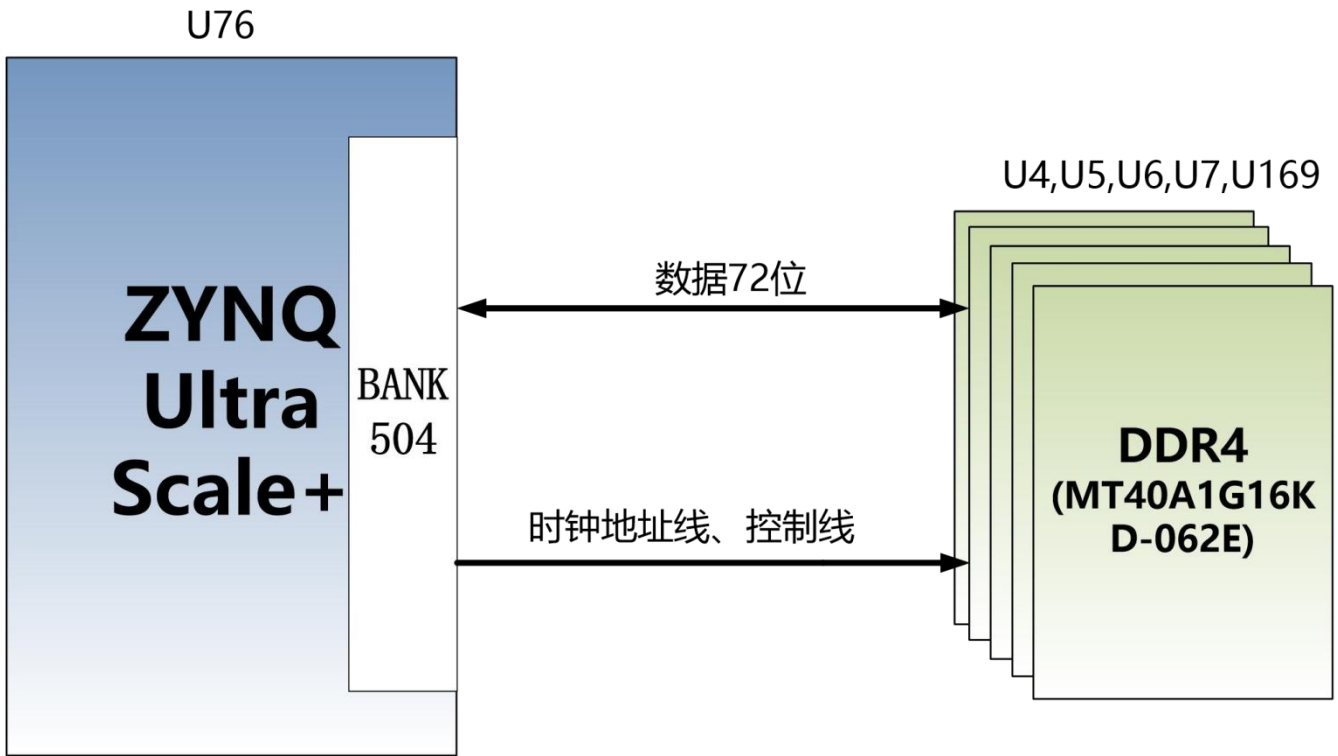 U76
U4,U5,U6,U7,U169
ZYNQ
Ultra
Scale+
BANK
504
数据72位
时钟地址线、控制线
DDR4
(MT40A1G16K
D-062E)